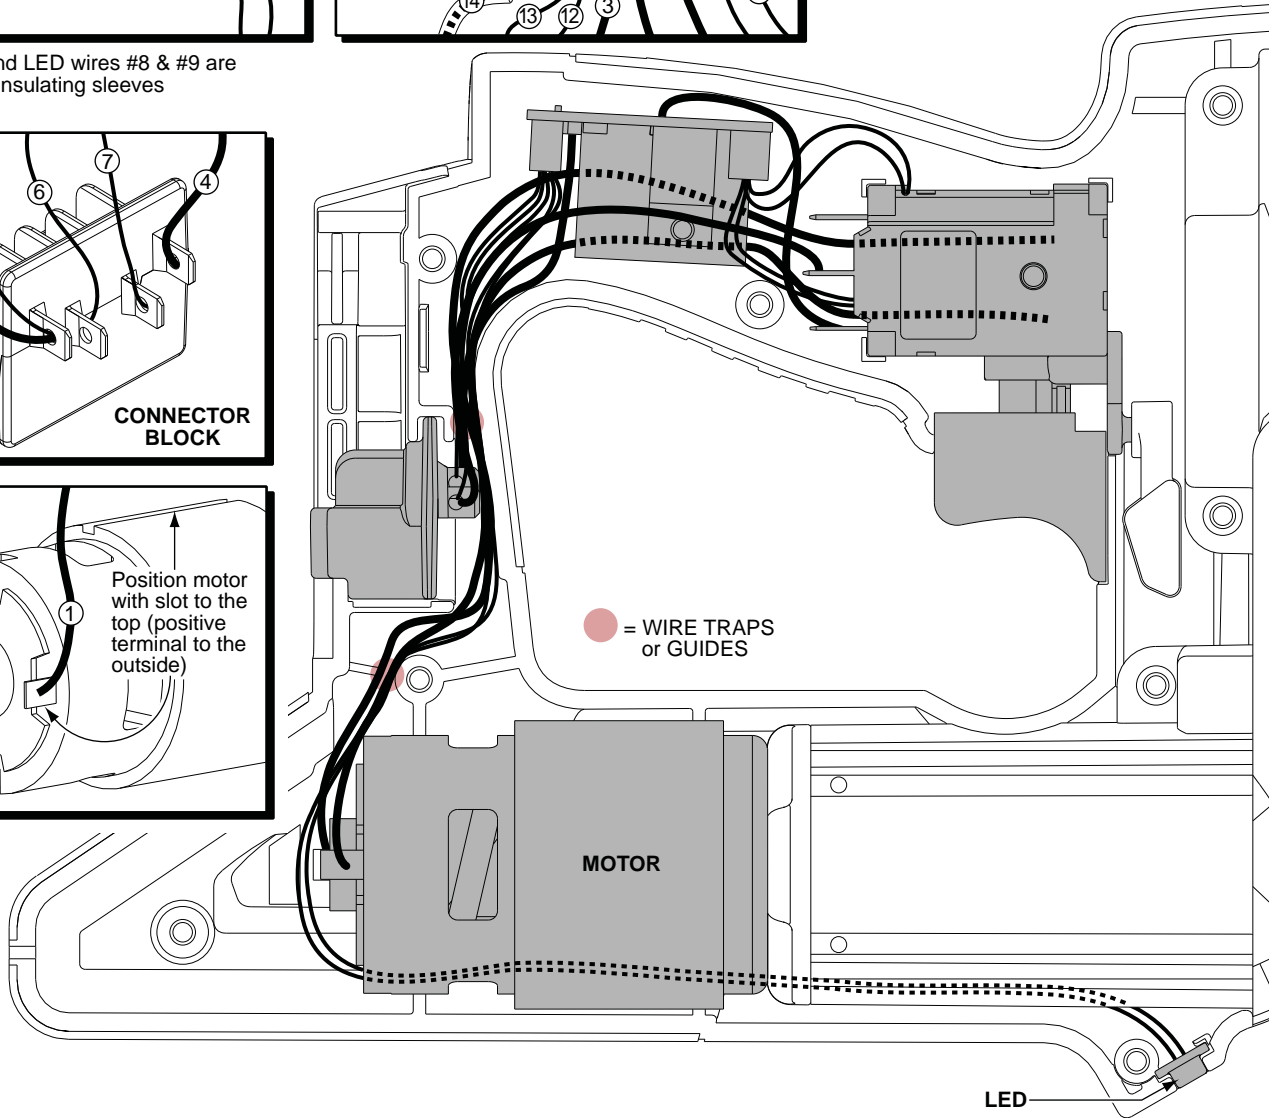 14
13
12
3
nd LED wires #8 & #9 are
nsulating sleeves
7
6
4
CONNECTOR
BLOCK
Position motor
with slot to the
top (positive
terminal to the
outside)
1
= WIRE TRAPS
or GUIDES
MOTOR
LED